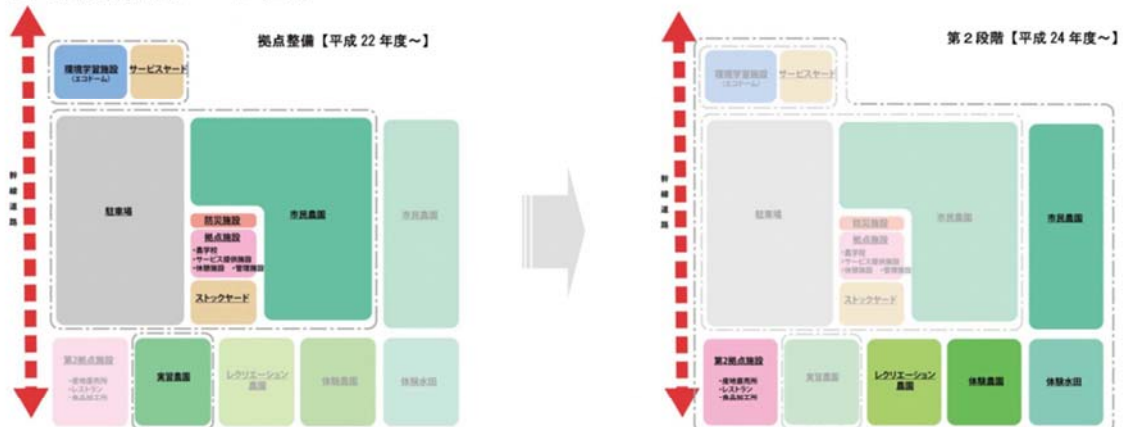 拠点整備【平成 22 年度~】
環境学習施設
(エコドーム)
サービスヤード
幹線道路
駐車場
市民農園
防災施設
拠点施設
・農学校
・サービス提供施設
・体験施設 ・管理施設
ストックヤード
市民農園
第2拠点施設
・産地直売所
・レストラン
・食品加工所
実習農園
レクリエーション
農園
体験農園
体験水田
第2段階【平成 24 年度~】
環境学習施設
(エコドーム)
サービスヤード
幹線道路
駐車場
市民農園
防災施設
拠点施設
・農学校
・サービス提供施設
・体験施設 ・管理施設
ストックヤード
市民農園
第2拠点施設
・産地直売所
・レストラン
・食品加工所
実習農園
レクリエーション
農園
体験農園
体験水田